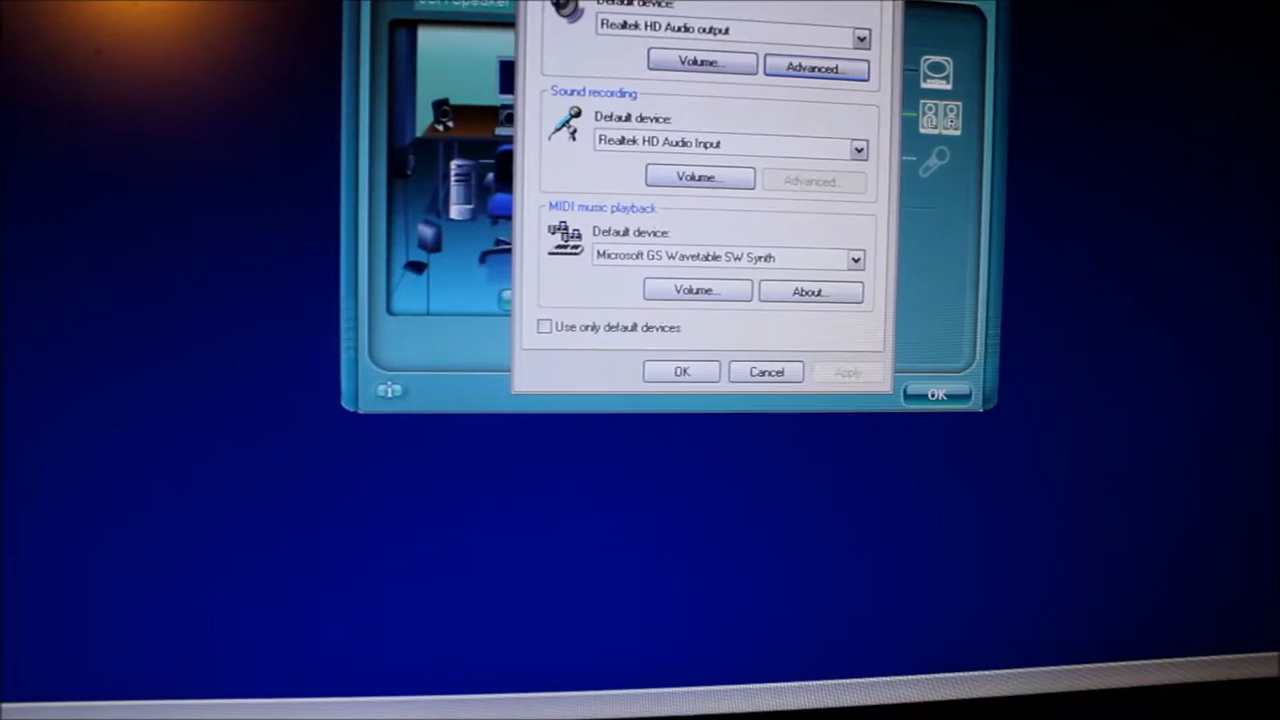 Default device:
Realtek HD Audio output
Volume...
Advanced...
Sound recording
Default device:
Realtek HD Audio Input
Volume...
Advanced...
MIDI music playback
Default device:
Microsoft GS Wavetable SW Synth
Volume...
About...
Use only default devices
OK
Cancel
Apply
i
OK
L
R